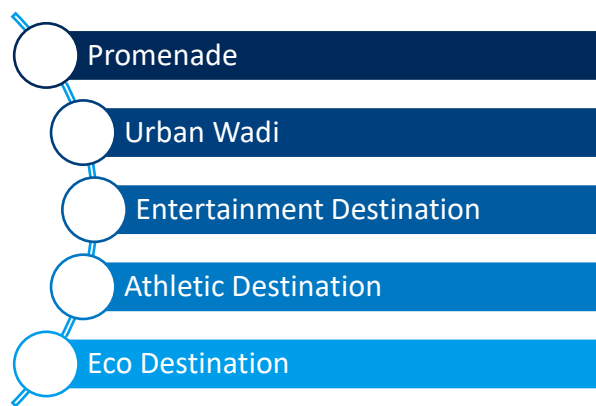 Promenade
Urban Wadi
Entertainment Destination
Athletic Destination
Eco Destination